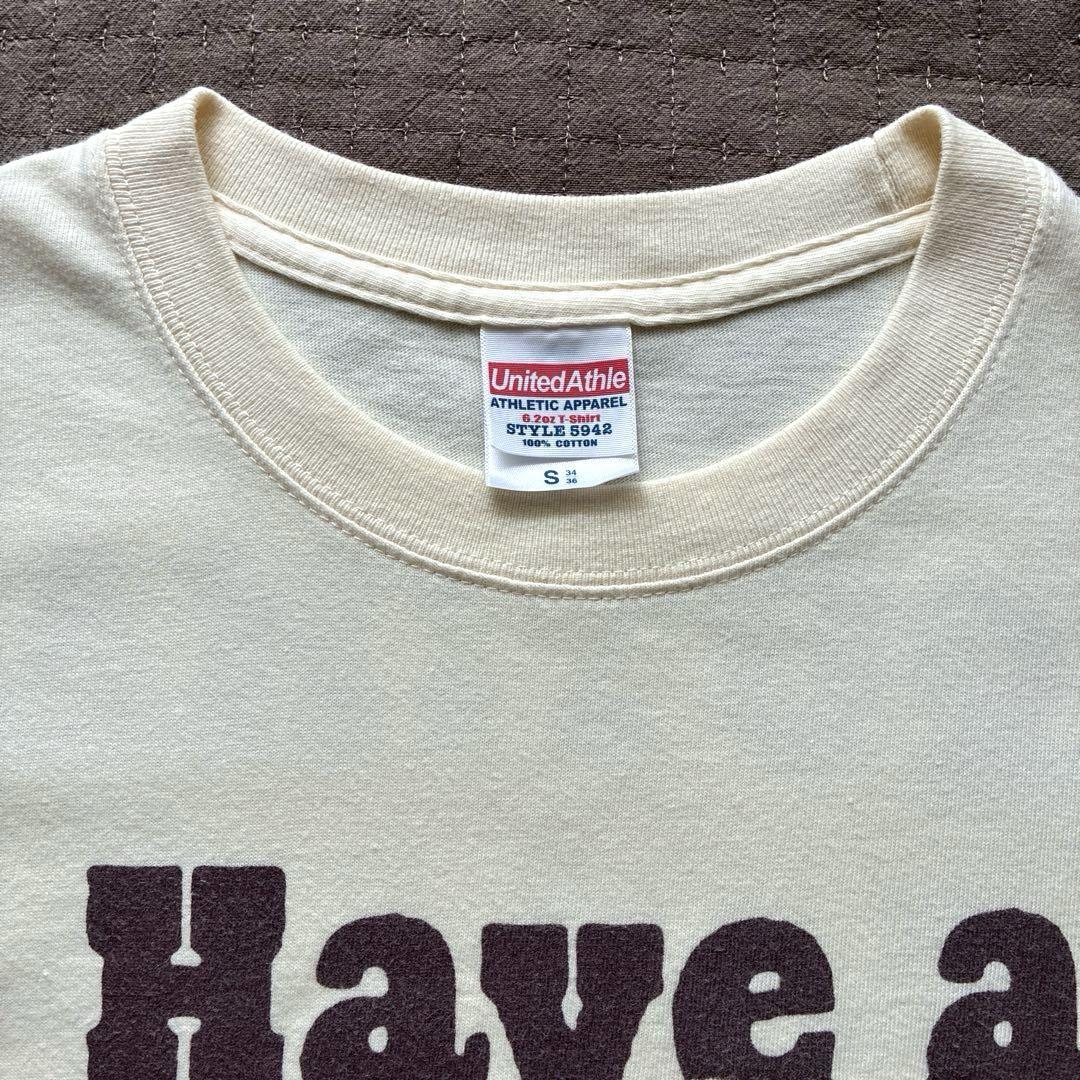 UnitedAthle
ATHLETIC APPAREL
6.2oz T-Shirt
STYLE 5942
100% COTTON
S 34 36
Have a